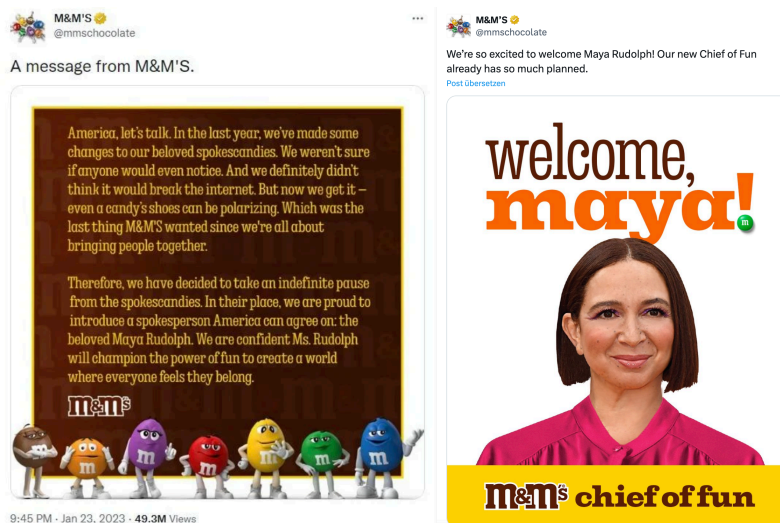 M&M'S
@mmschocolate
A message from M&M'S.
America, let's talk. In the last year, we've made some
changes to our beloved spokescandies. We weren't sure
if anyone would even notice. And we definitely didn't
think it would break the internet. But now we get it —
even a candy's shoes can be polarizing. Which was the
last thing M&M'S wanted since we're all about
bringing people together.
Therefore, we have decided to take an indefinite pause
from the spokescandies. In their place, we are proud to
introduce a spokesperson America can agree on: the
beloved Maya Rudolph. We are confident Ms. Rudolph
will champion the power of fun to create a world
where everyone feels they belong.
m&m's
m
m
m
m
m
m
9:45 PM · Jan 23, 2023 · 49.3M Views
M&M'S
@mmschocolate
We're so excited to welcome Maya Rudolph! Our new Chief of Fun
already has so much planned.
Post übersetzen
welcome,
maya!
m
m&m's chief of fun